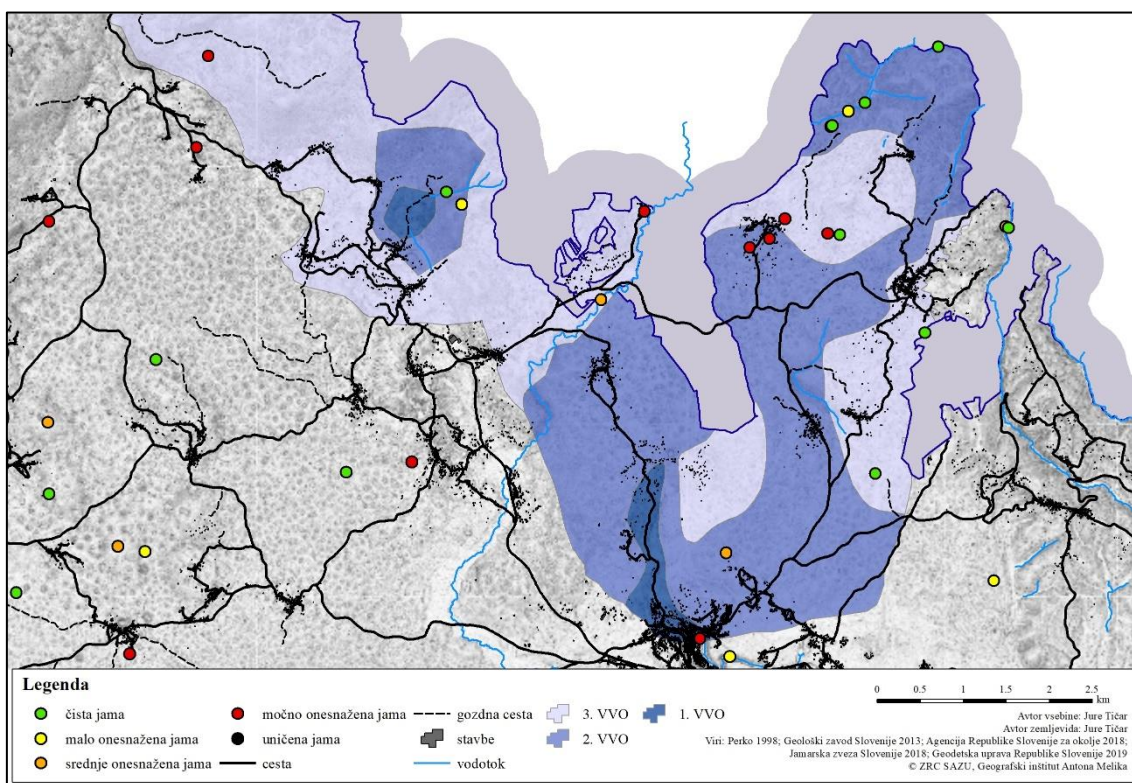 Legenda
čista jama
malo onesnažena jama
srednje onesnažena jama
močno onesnažena jama
uničena jama
cesta
gozdna cesta
stavbe
vodotok
3. VVO
2. VVO
1. VVO
0 0.5 1 1.5 2 2.5
km
Avtor vsebine: Jure Tičar
Avtor zemljevida: Jure Tičar
Viri: Perko 1998; Geološki zavod Slovenije 2013; Agencija Republike Slovenije za okolje 2018;
Jamarska zveza Slovenije 2018; Geodetska uprava Republike Slovenije 2019
© ZRC SAZU, Geografski inštitut Antona Melika